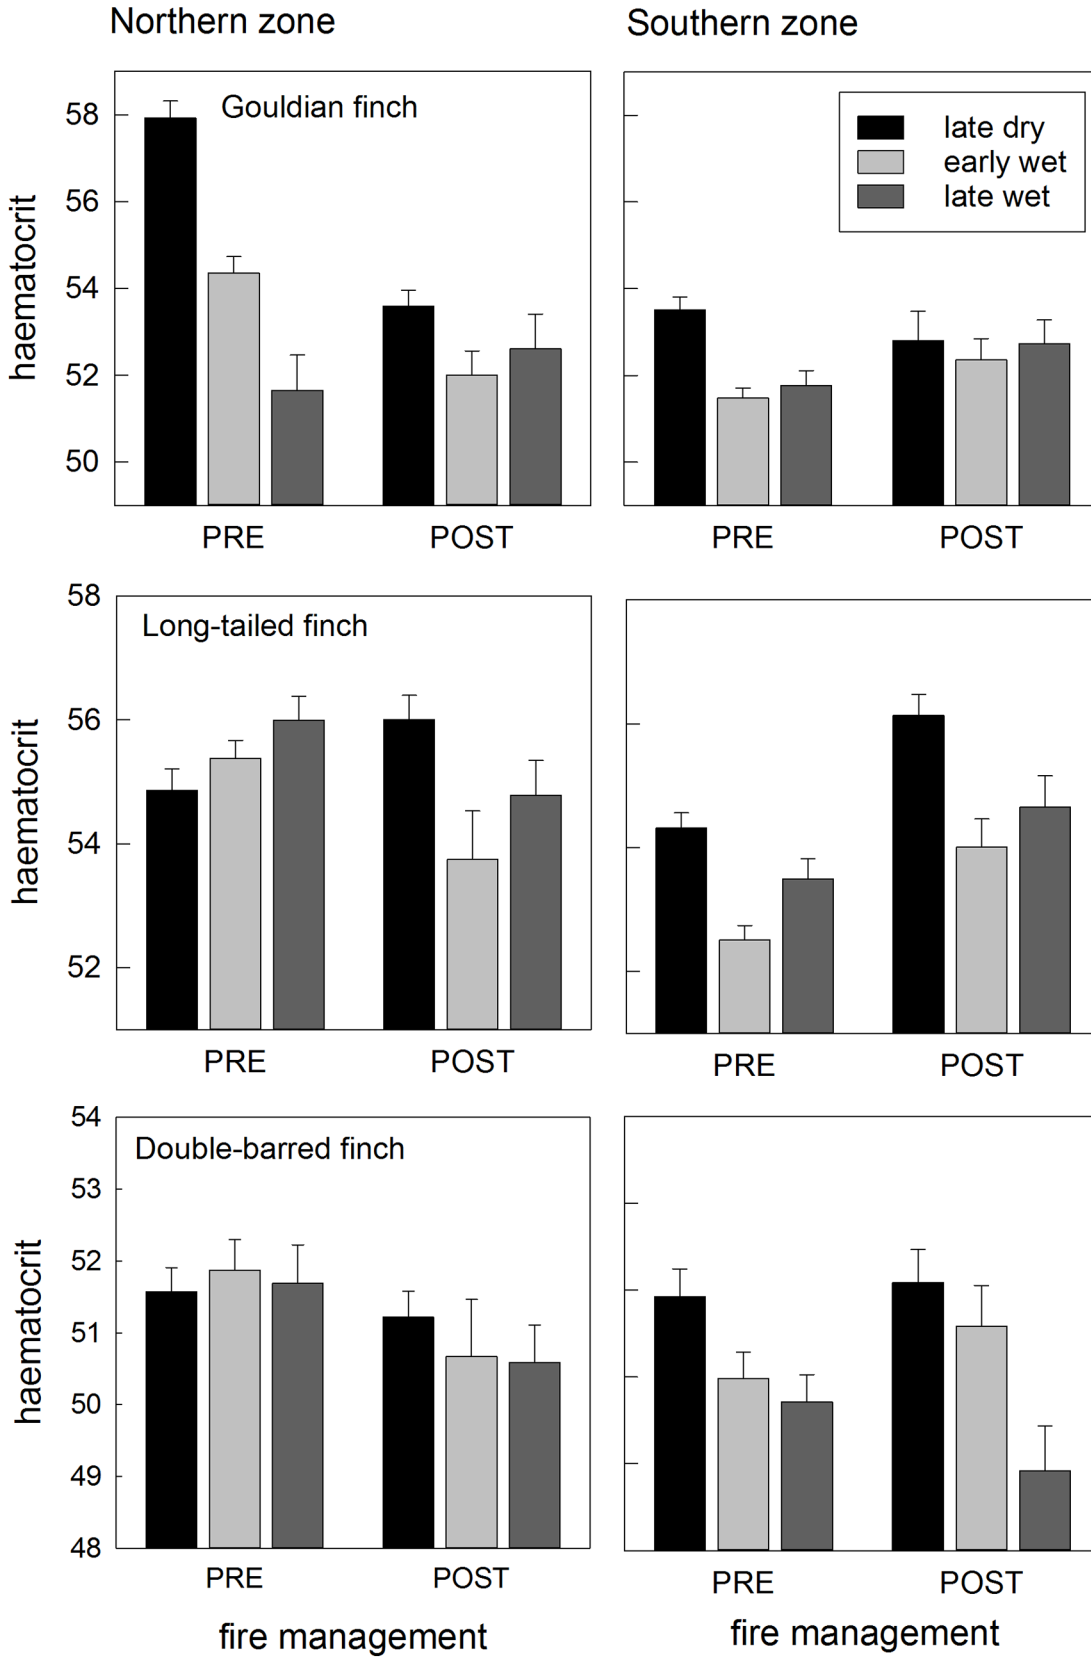 Northern zone
Southern zone
haematocrit
58
56
54
52
50
Gouldian finch
PRE
POST
late dry
early wet
late wet
PRE
POST
haematocrit
58
56
54
52
Long-tailed finch
PRE
POST
PRE
POST
haematocrit
54
53
52
51
50
49
48
Double-barred finch
PRE
POST
fire management
PRE
POST
fire management